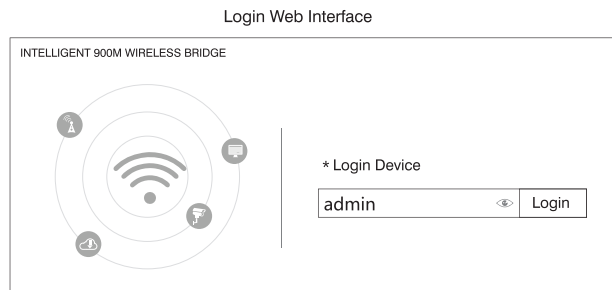 Login Web Interface
INTELLIGENT 900M WIRELESS BRIDGE
* Login Device
admin
Login